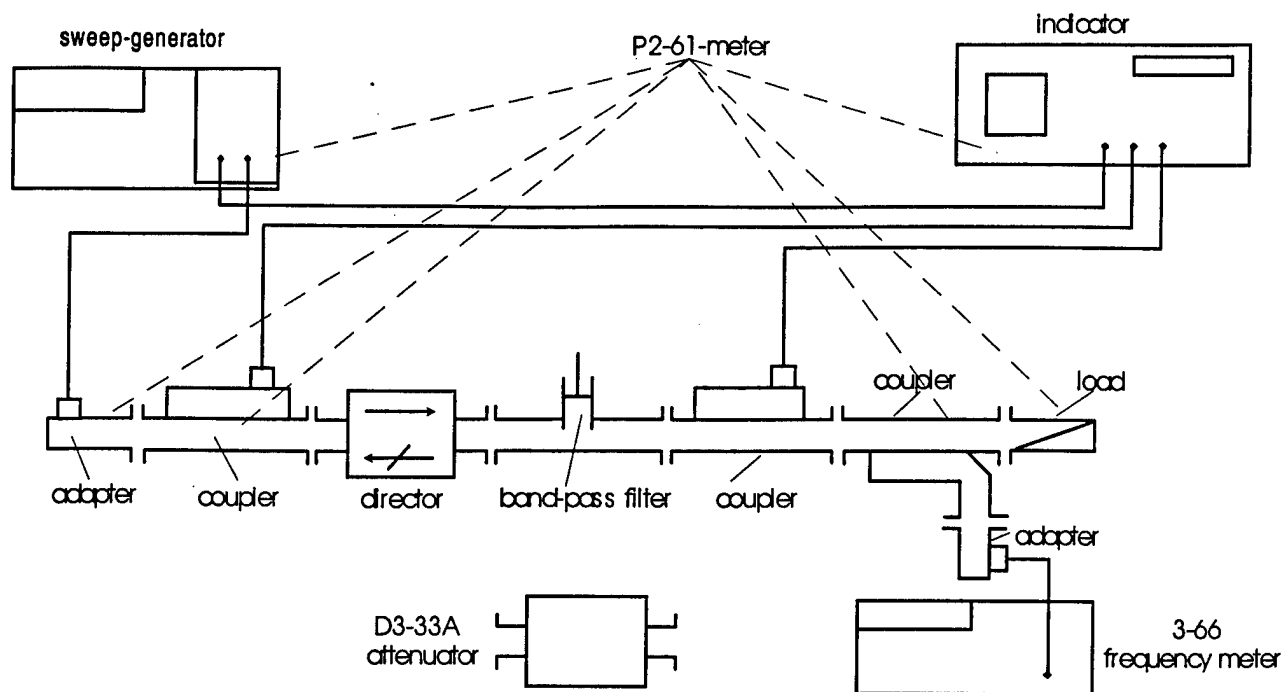 sweep-generator
P2-61-meter
indicator
coupler
load
adapter
coupler
director
band-pass filter
coupler
adapter
D3-33A
attenuator
3-66
frequency meter